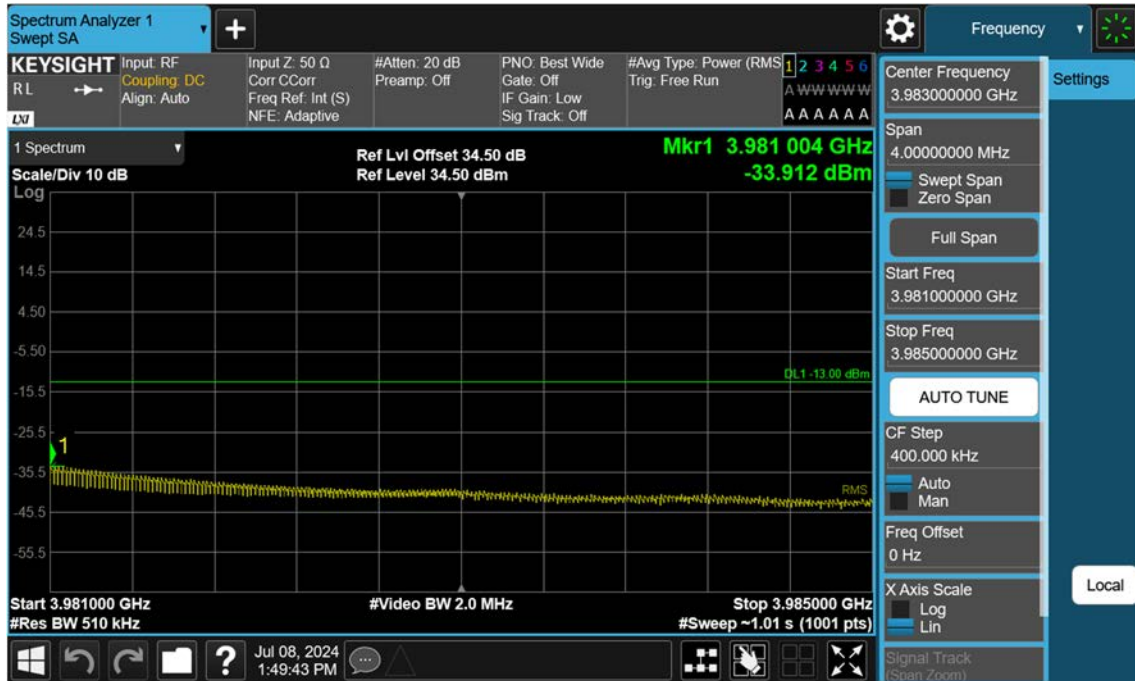 Spectrum Analyzer 1
Swept SA
+
Frequency
KEYSIGHT
RL
LXI
Input: RF
Coupling: DC
Align: Auto
Input Z: 50 Ω
Corr CCorr
Freq Ref: Int (S)
NFE: Adaptive
#Atten: 20 dB
Preamp: Off
PNO: Best Wide
Gate: Off
IF Gain: Low
Sig Track: Off
#Avg Type: Power (RMS
Trig: Free Run
1 2 3 4 5 6
A W W W W W
A A A A A A
1 Spectrum
Scale/Div 10 dB
Ref Lvl Offset 34.50 dB
Ref Level 34.50 dBm
Mkr1 3.981 004 GHz
-33.912 dBm
Log
24.5
14.5
4.50
-5.50
-15.5
-25.5
-35.5
-45.5
-55.5
DL1 -13.00 dBm
1
RMS
Start 3.981000 GHz
#Res BW 510 kHz
#Video BW 2.0 MHz
Stop 3.985000 GHz
#Sweep ~1.01 s (1001 pts)
Center Frequency
3.983000000 GHz
Span
4.00000000 MHz
Swept Span
Zero Span
Full Span
Start Freq
3.981000000 GHz
Stop Freq
3.985000000 GHz
AUTO TUNE
CF Step
400.000 kHz
Auto
Man
Freq Offset
0 Hz
X Axis Scale
Log
Lin
Signal Track
(Span Zoom)
Settings
Local
?
Jul 08, 2024
1:49:43 PM